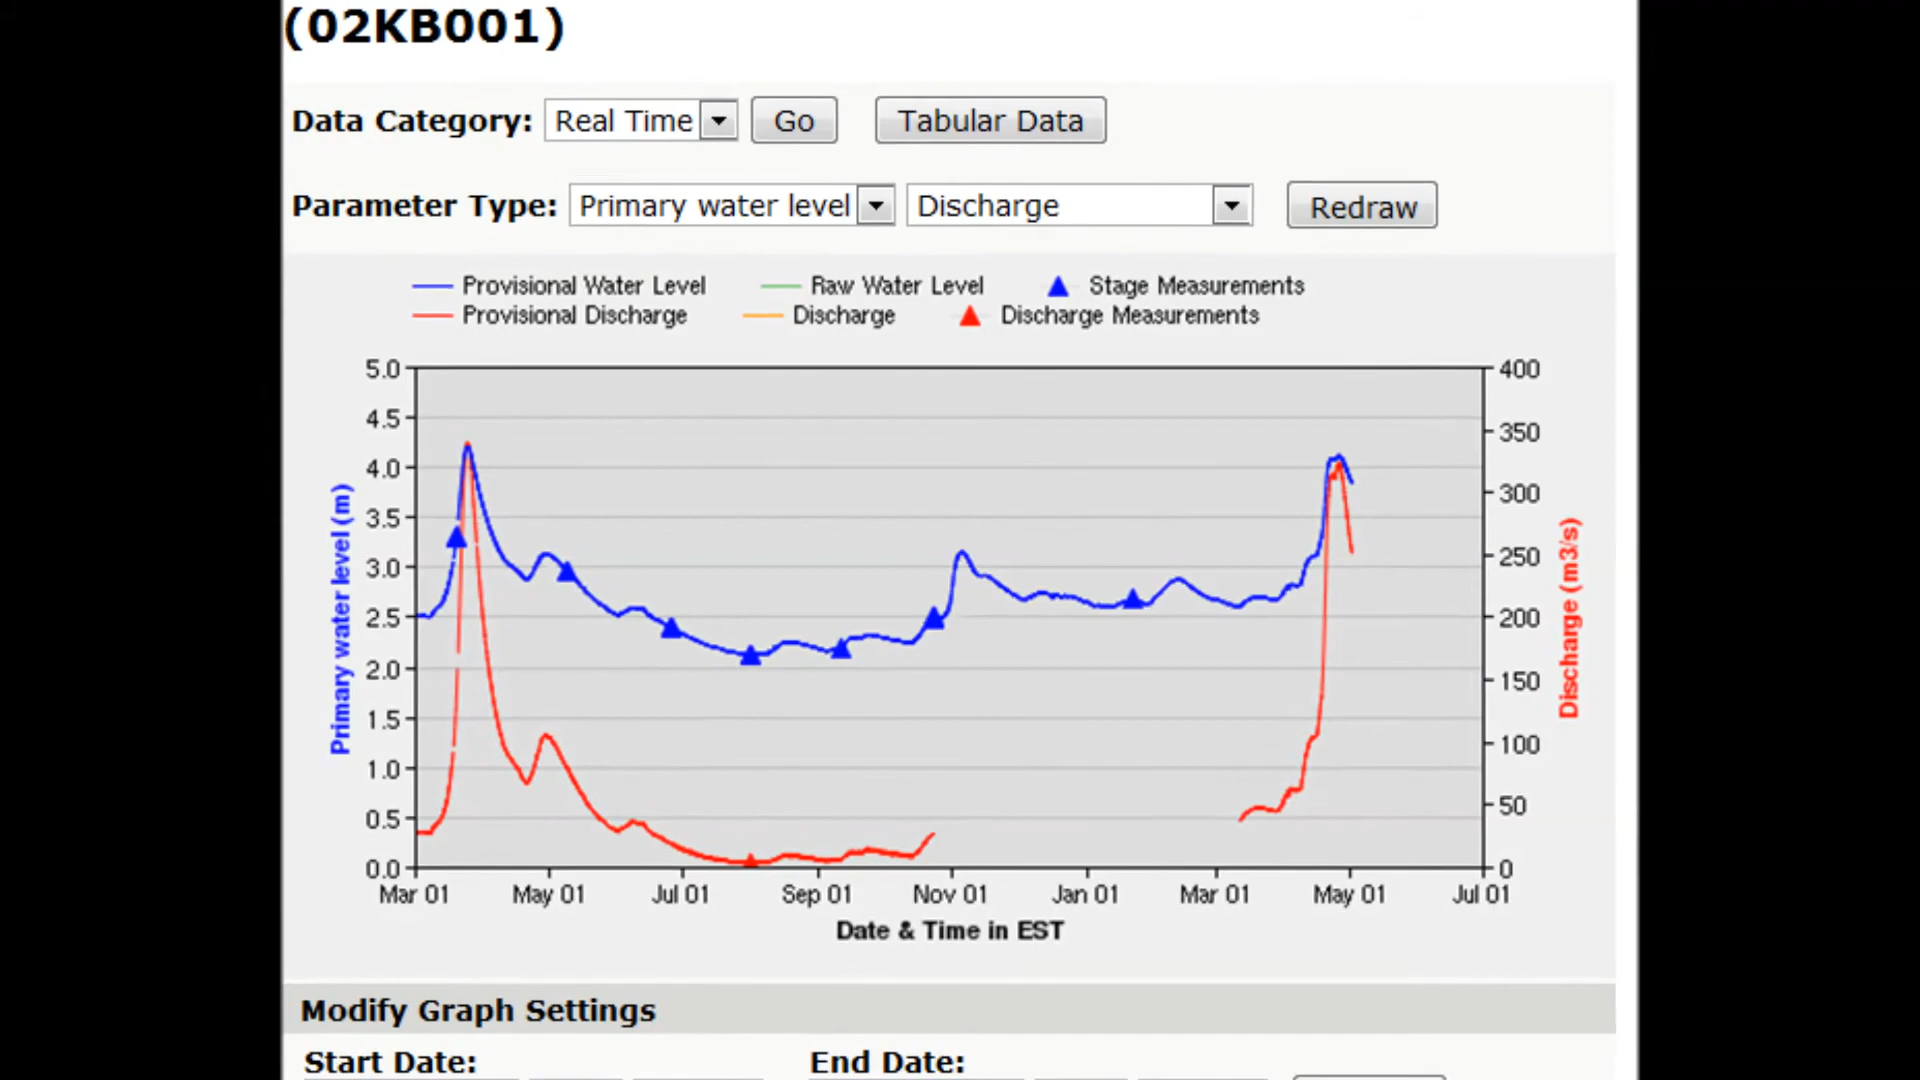 (02KB001)
Data Category: Real Time Go Tabular Data
Parameter Type: Primary water level Discharge Redraw
Provisional Water Level Raw Water Level Stage Measurements
Provisional Discharge Discharge Discharge Measurements
5.0 400
4.5 350
4.0 300
3.5 250
3.0 200
2.5 150
2.0 100
1.5 50
1.0 0
0.5
0.0
Primary water level (m)
Discharge (m3/s)
Mar 01 May 01 Jul 01 Sep 01 Nov 01 Jan 01 Mar 01 May 01 Jul 01
Date & Time in EST
Modify Graph Settings
Start Date: End Date: